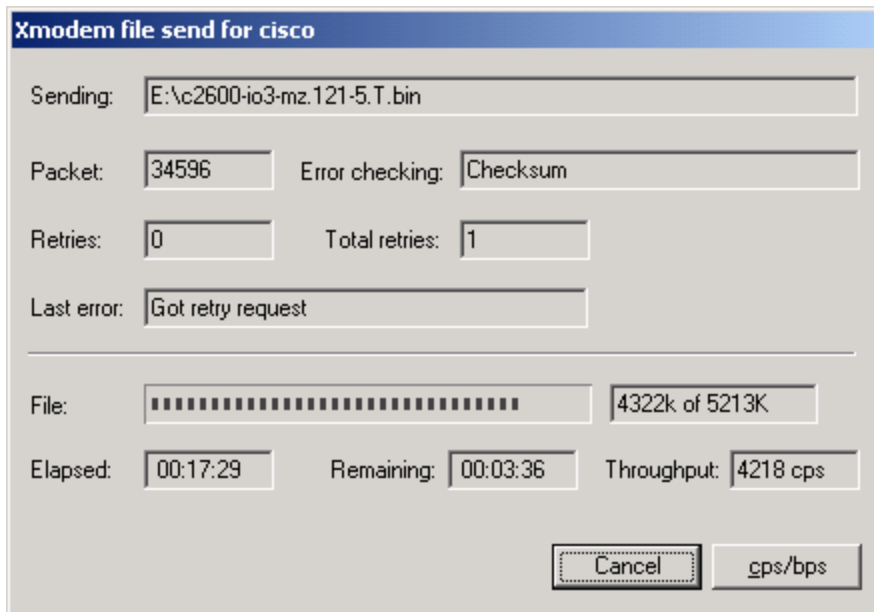 Xmodem file send for cisco
Sending: E:\c2600-io3-mz.121-5.T.bin
Packet: 34596 Error checking: Checksum
Retries: 0 Total retries: 1
Last error: Got retry request
File: 4322k of 5213K
Elapsed: 00:17:29 Remaining: 00:03:36 Throughput: 4218 cps
Cancel cps/bps